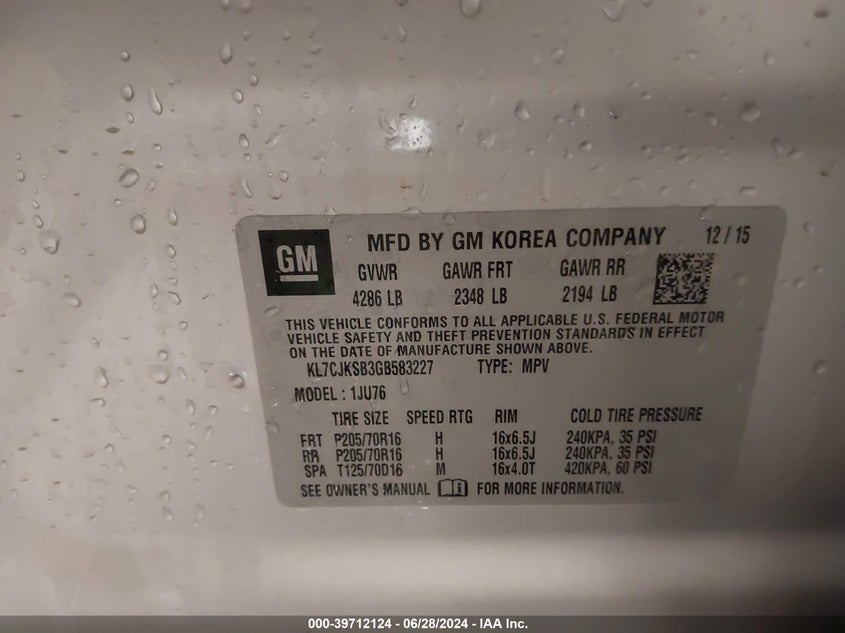 GM
MFD BY GM KOREA COMPANY 12 / 15
GVWR GAWR FRT GAWR RR
4286 LB 2348 LB 2194 LB
THIS VEHICLE CONFORMS TO ALL APPLICABLE U.S. FEDERAL MOTOR
VEHICLE SAFETY AND THEFT PREVENTION STANDARDS IN EFFECT
ON THE DATE OF MANUFACTURE SHOWN ABOVE.
KL7CJKSB3GB583227 TYPE: MPV
MODEL : 1JU76
TIRE SIZE SPEED RTG RIM COLD TIRE PRESSURE
FRT P205/70R16 H 16x6.5J 240KPA, 35 PSI
RR P205/70R16 H 16x6.5J 240KPA, 35 PSI
SPA T125/70D16 M 16x4.0T 420KPA, 60 PSI
SEE OWNER'S MANUAL FOR MORE INFORMATION.
000-39712124 - 06/28/2024 - IAA Inc.